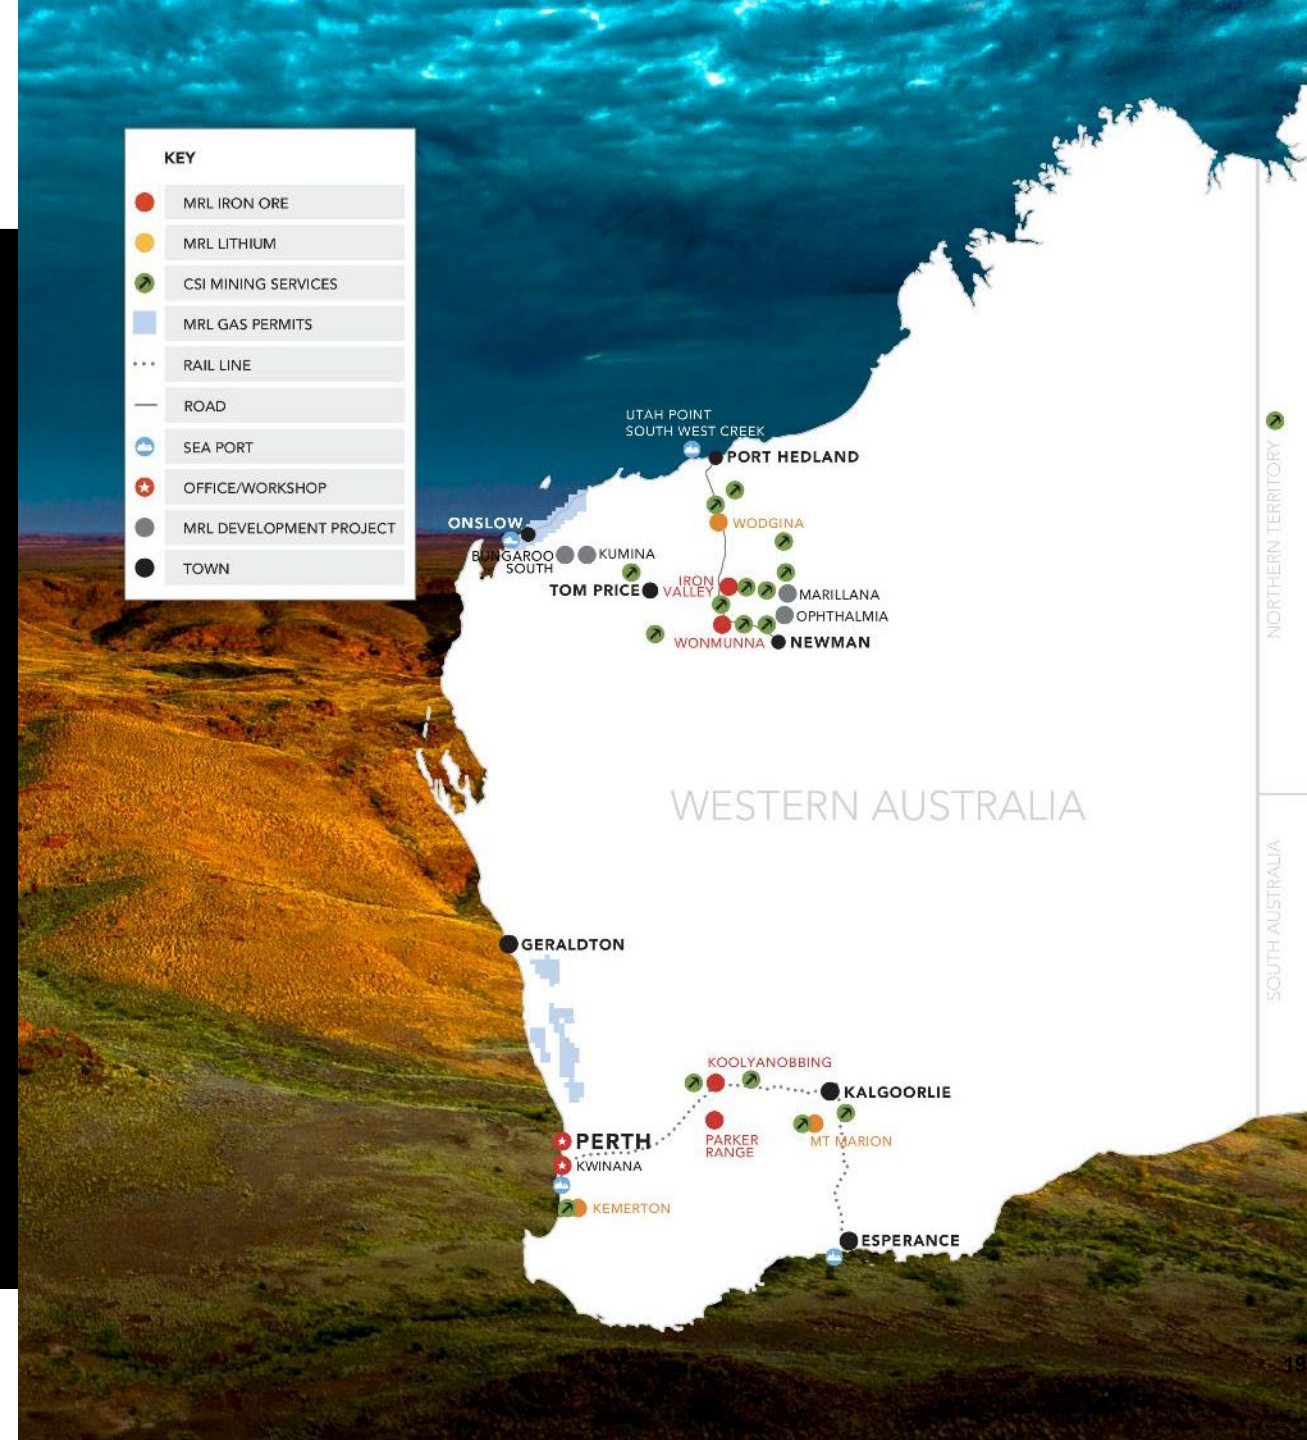 KEY
MRL IRON ORE
MRL LITHIUM
CSI MINING SERVICES
MRL GAS PERMITS
RAIL LINE
ROAD
SEA PORT
OFFICE/WORKSHOP
MRL DEVELOPMENT PROJECT
TOWN
UTAH POINT
SOUTH WEST CREEK
PORT HEDLAND
ONSLOW
WODGINA
BUNGAROO
SOUTH
KUMINA
TOM PRICE
IRON
VALLEY
MARILLANA
OPHTHALMIA
WONMUNNA
NEWMAN
NORTHERN TERRITORY
WESTERN AUSTRALIA
SOUTH AUSTRALIA
GERALDTON
KOOLYANOBBING
KALGOORLIE
PERTH
KWINANA
PARKER
RANGE
MT MARION
KEMERTON
ESPERANCE
19